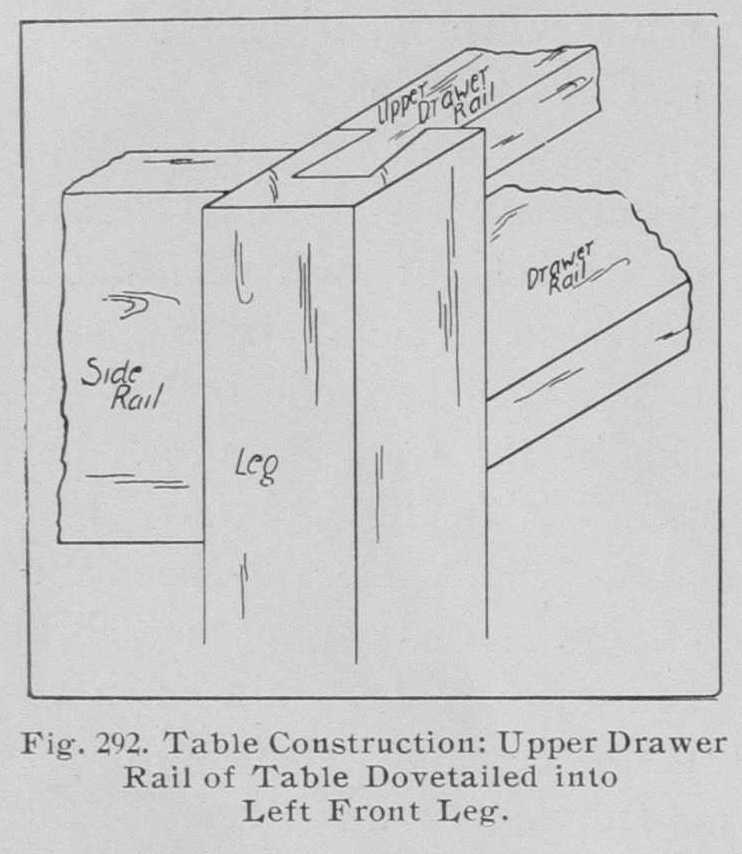 Upper
Drawer
Rail
Drawer
Rail
Side
Rail
Leg
Fig. 292. Table Construction: Upper Drawer
Rail of Table Dovetailed into
Left Front Leg.